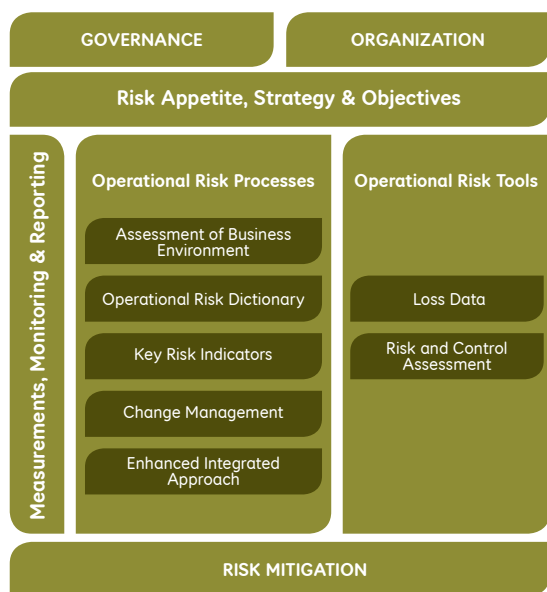 GOVERNANCE
ORGANIZATION
Risk Appetite, Strategy & Objectives
Measurements, Monitoring & Reporting
Operational Risk Processes
Assessment of Business
Environment
Operational Risk Dictionary
Key Risk Indicators
Change Management
Enhanced Integrated
Approach
Operational Risk Tools
Loss Data
Risk and Control
Assessment
RISK MITIGATION